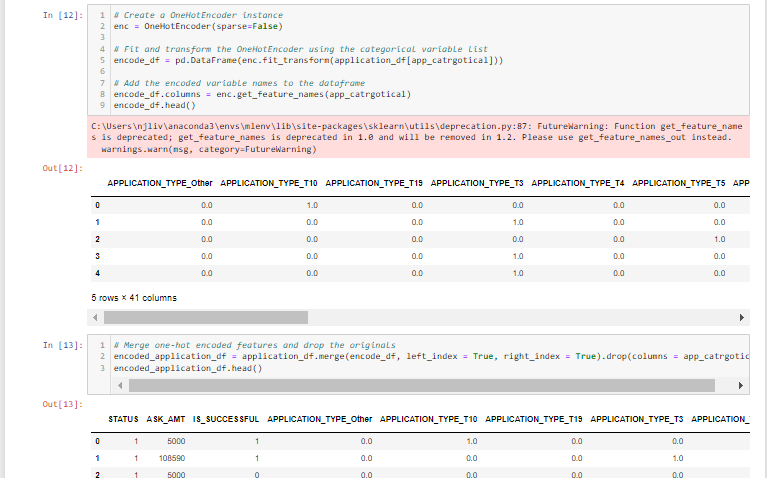 In [12]:
1 # Create a OneHotEncoder instance
2 enc = OneHotEncoder(sparse=False)
3
4 # Fit and transform the OneHotEncoder using the categorical variable list
5 encode_df = pd.DataFrame(enc.fit_transform(application_df[app_catrgotical]))
6
7 # Add the encoded variable names to the dataframe
8 encode_df.columns = enc.get_feature_names(app_catrgotical)
9 encode_df.head()
C:\Users\njliv\anaconda3\envs\mlenv\lib\site-packages\sklearn\utils\deprecation.py:87: FutureWarning: Function get_feature_name
s is deprecated; get_feature_names is deprecated in 1.0 and will be removed in 1.2. Please use get_feature_names_out instead.
warnings.warn(msg, category=FutureWarning)
Out[12]:
APPLICATION_TYPE_Other APPLICATION_TYPE_T10 APPLICATION_TYPE_T19 APPLICATION_TYPE_T3 APPLICATION_TYPE_T4 APPLICATION_TYPE_T5 APP
0 0.0 1.0 0.0 0.0 0.0 0.0
1 0.0 0.0 0.0 1.0 0.0 0.0
2 0.0 0.0 0.0 0.0 0.0 1.0
3 0.0 0.0 0.0 1.0 0.0 0.0
4 0.0 0.0 0.0 1.0 0.0 0.0
5 rows × 41 columns
In [13]:
1 # Merge one-hot encoded features and drop the originals
2 encoded_application_df = application_df.merge(encode_df, left_index = True, right_index = True).drop(columns = app_catrgotic
3 encoded_application_df.head()
Out[13]:
STATUS ASK_AMT IS_SUCCESSFUL APPLICATION_TYPE_Other APPLICATION_TYPE_T10 APPLICATION_TYPE_T19 APPLICATION_TYPE_T3 APPLICATION_
0 1 5000 1 0.0 1.0 0.0 0.0
1 1 108590 1 0.0 0.0 0.0 1.0
2 1 5000 0 0.0 0.0 0.0 0.0